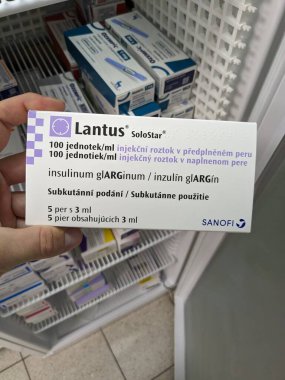 Lantus® SoloStar®
100 jednotek/ml injekční roztok v předplněném peru
100 jednotiek/ml injekčný roztok v naplnenom pere
insulinum glARGinum / inzulín glARGín
Subkutánní podání / Subkutánne použitie
5 per s 3 ml
5 pier obsahujúcich 3 ml
SANOFI